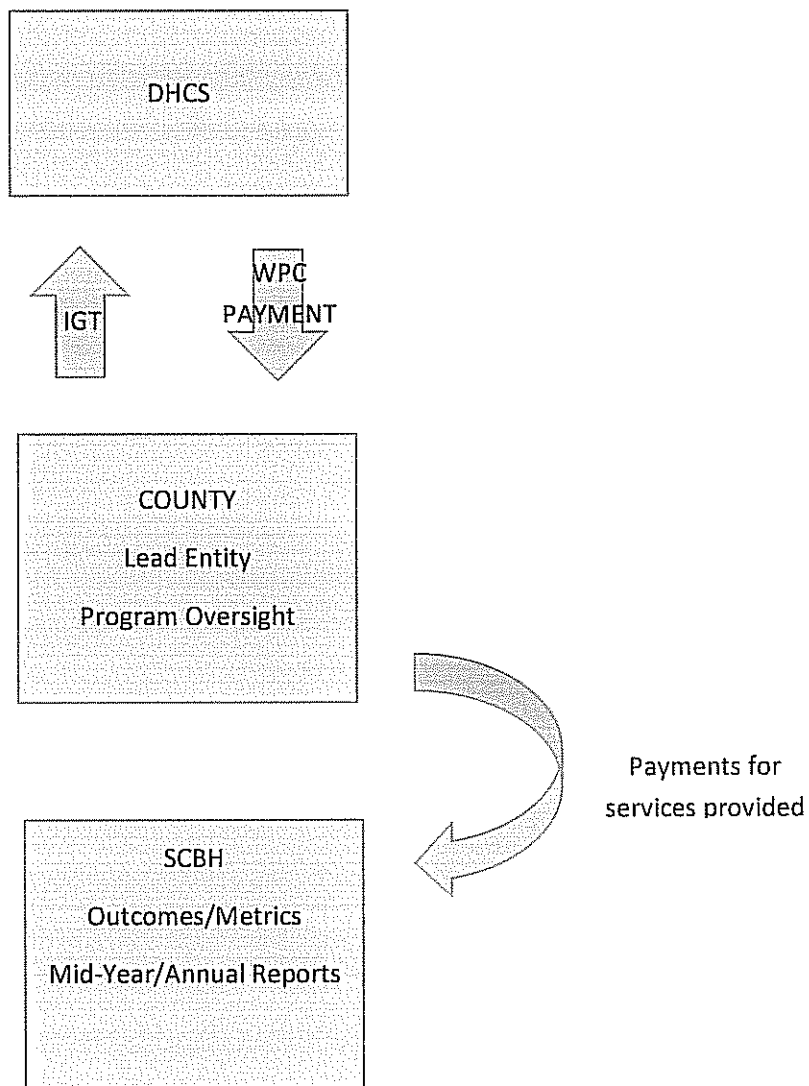 DHCS
IGT
WPC
PAYMENT
COUNTY
Lead Entity
Program Oversight
Payments for
services provided
SCBH
Outcomes/Metrics
Mid-Year/Annual Reports